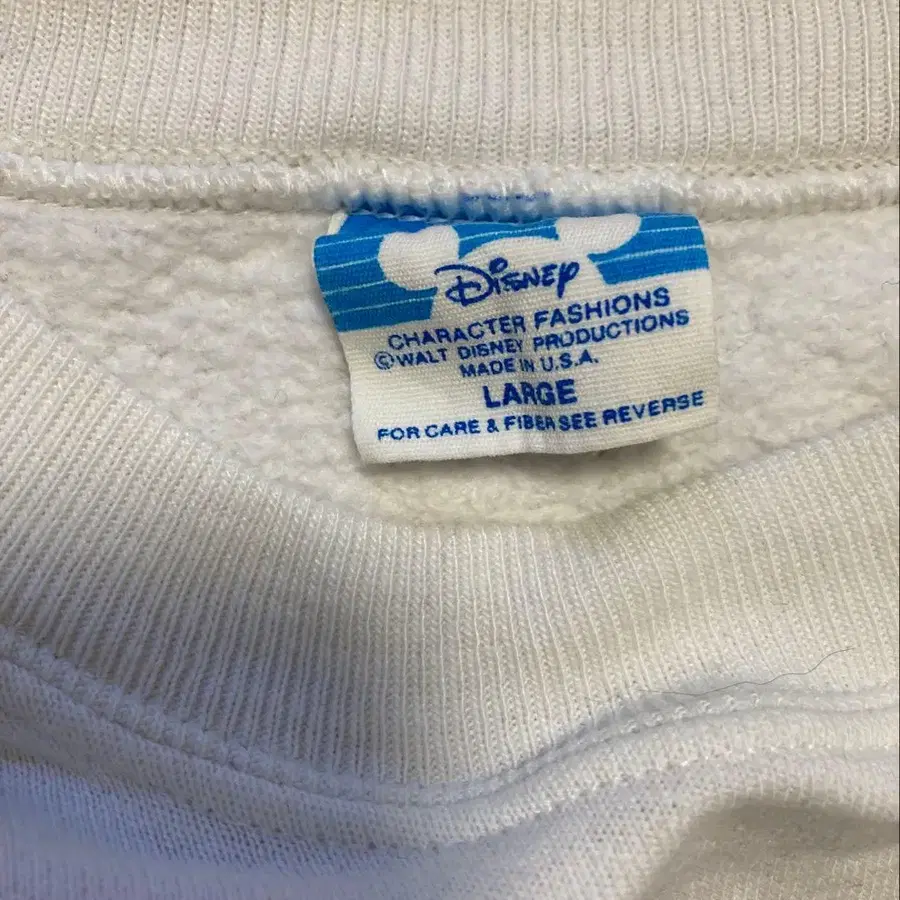 Disney
CHARACTER FASHIONS
© WALT DISNEY PRODUCTIONS
MADE IN U.S.A.
LARGE
FOR CARE & FIBER SEE REVERSE